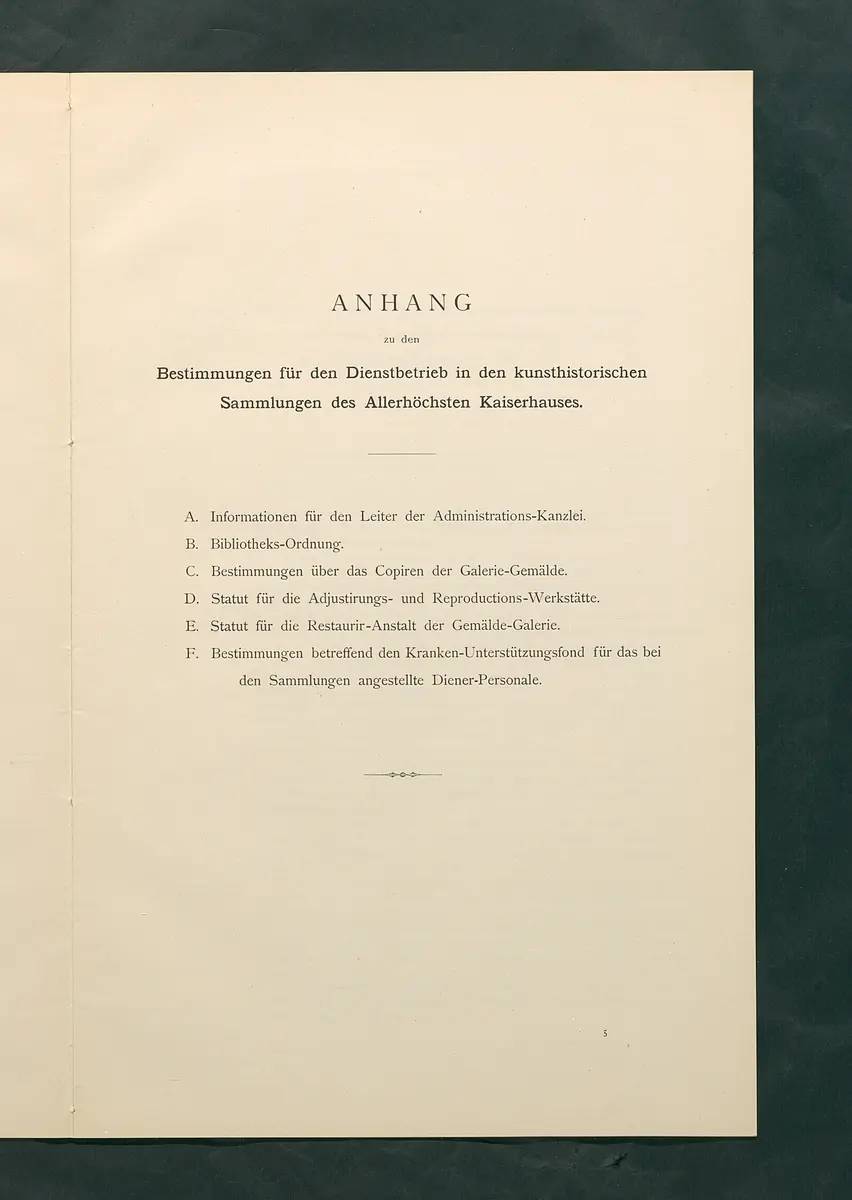 ANHANG
zu den
Bestimmungen für den Dienstbetrieb in den kunsthistorischen
Sammlungen des Allerhöchsten Kaiserhauses.
A. Informationen für den Leiter der Administrations-Kanzlei.
B. Bibliotheks-Ordnung.
C. Bestimmungen über das Copiren der Galerie-Gemälde.
D. Statut für die Adjustirungs- und Reproductions-Werkstätte.
E. Statut für die Restaurir-Anstalt der Gemälde-Galerie.
F. Bestimmungen betreffend den Kranken-Unterstützungsfond für das bei
den Sammlungen angestellte Diener-Personale.
5